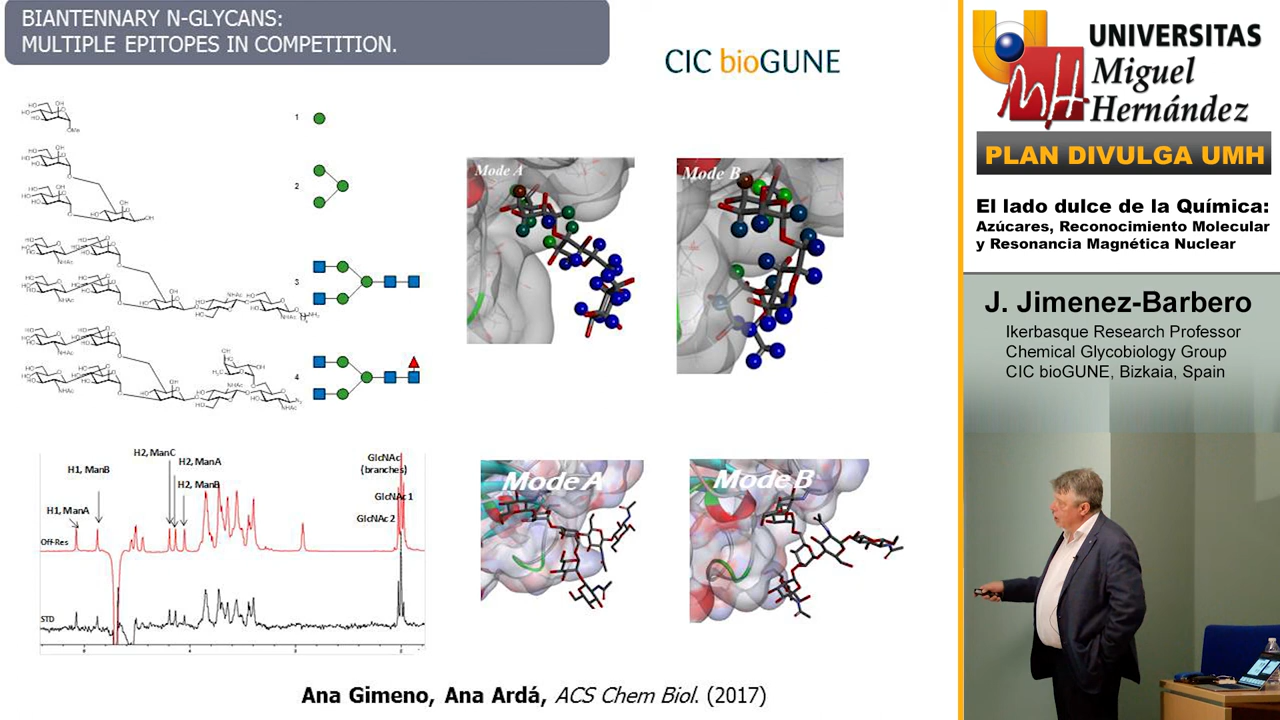 BIANTENNARY N-GLYCANS:
MULTIPLE EPITOPES IN COMPETITION.
CIC bioGUNE
1
2
3
4
Mode A
Mode B
H1, ManA
H1, ManB
H2, ManC
H2, ManA
H2, ManB
GlcNAc
(branches)
GlcNAc 1
GlcNAc 2
Off-Res
STD
Mode A
Mode B
Ana Gimeno, Ana Ardá, ACS Chem Biol. (2017)
UNIVERSITAS
Miguel
Hernández
PLAN DIVULGA UMH
El lado dulce de la Química:
Azúcares, Reconocimiento Molecular
y Resonancia Magnética Nuclear
J. Jimenez-Barbero
Ikerbasque Research Professor
Chemical Glycobiology Group
CIC bioGUNE, Bizkaia, Spain